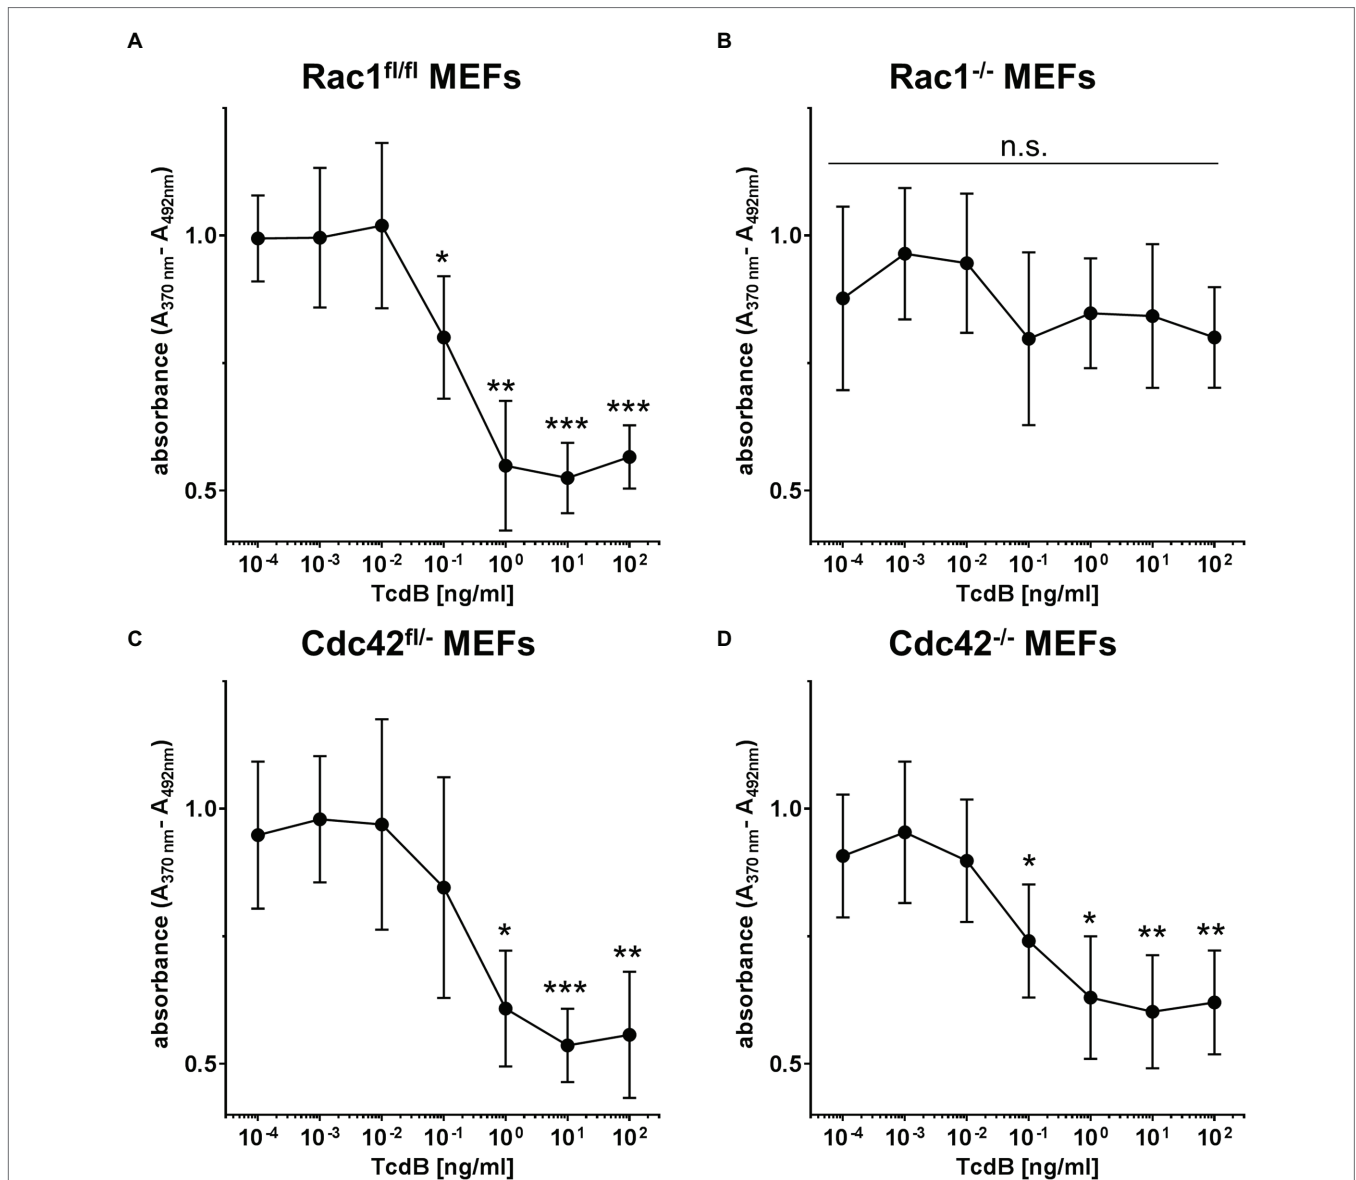 A
Rac1fl/fl MEFs
absorbance (A370 nm- A492nm)
1.0
0.5
*
**
***
***
10-4 10-3 10-2 10-1 100 101 102
TcdB [ng/ml]
B
Rac1-/- MEFs
n.s.
absorbance (A370 nm- A492nm)
1.0
0.5
10-4 10-3 10-2 10-1 100 101 102
TcdB [ng/ml]
C
Cdc42fl/- MEFs
absorbance (A370 nm- A492nm)
1.0
0.5
*
***
**
10-4 10-3 10-2 10-1 100 101 102
TcdB [ng/ml]
D
Cdc42-/- MEFs
absorbance (A370 nm- A492nm)
1.0
0.5
*
*
**
**
10-4 10-3 10-2 10-1 100 101 102
TcdB [ng/ml]